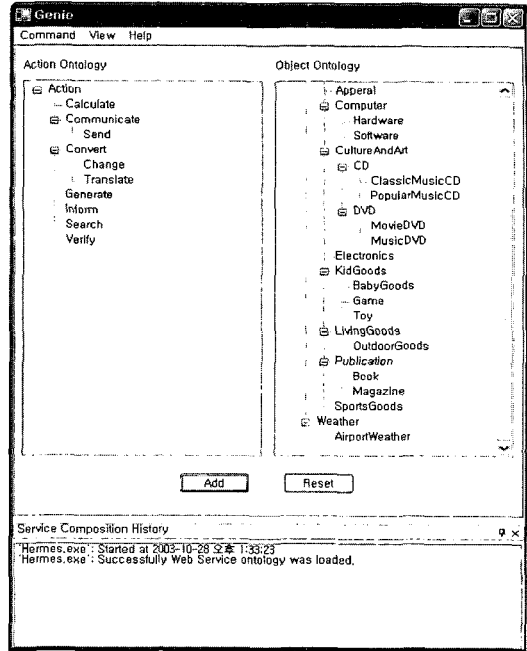 Genie
Command View Help
Action Ontology
Action
Calculate
Communicate
Send
Convert
Change
Translate
Generate
Inform
Search
Verify
Object Ontology
Apperal
Computer
Hardware
Software
CultureAndArt
CD
ClassicMusicCD
PopularMusicCD
DVD
MovieDVD
MusicDVD
Electronics
KidGoods
BabyGoods
Game
Toy
LivingGoods
OutdoorGoods
Publication
Book
Magazine
SportsGoods
Weather
AirportWeather
Add Reset
Service Composition History
'Hermes.exe': Started at 2003-10-28 오후 1:33:23
'Hermes.exe': Successfully Web Service ontology was loaded.